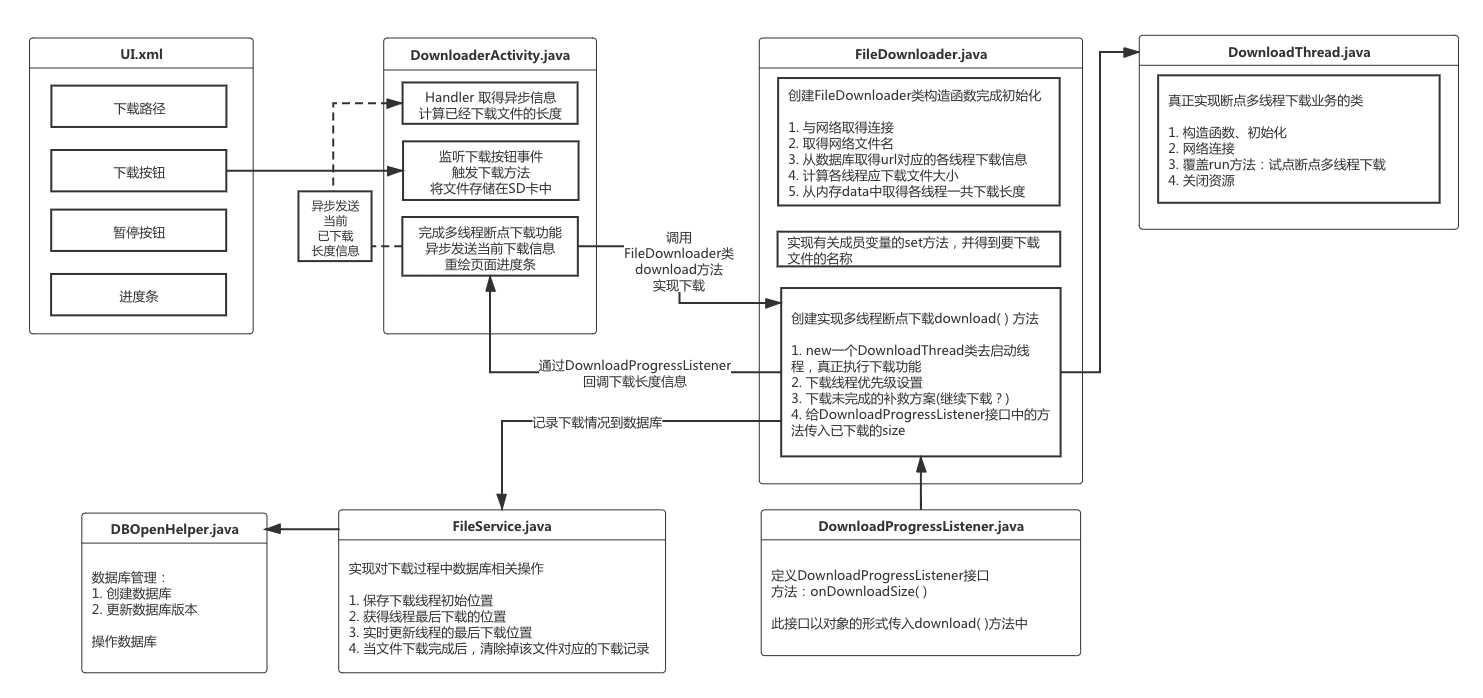 UI.xml
下载路径
下载按钮
暂停按钮
进度条
DownloaderActivity.java
Handler 取得异步信息
计算已经下载文件的长度
监听下载按钮事件
触发下载方法
将文件存储在SD卡中
完成多线程断点下载功能
异步发送当前下载信息
重绘页面进度条
异步发送
当前
已下载
长度信息
调用
FileDownloader类
download方法
实现下载
FileDownloader.java
创建FileDownloader类构造函数完成初始化
1. 与网络取得连接
2. 取得网络文件名
3. 从数据库取得url对应的各线程下载信息
4. 计算各线程应下载文件大小
5. 从内存data中取得各线程一共下载长度
实现有关成员变量的set方法，并得到要下载
文件的名称
创建实现多线程断点下载download( ) 方法
1. new一个DownloadThread类去启动线
程，真正执行下载功能
2. 下载线程优先级设置
3. 下载未完成的补救方案(继续下载？)
4. 给DownloadProgressListener接口中的方
法传入已下载的size
DownloadThread.java
真正实现断点多线程下载业务的类
1. 构造函数、初始化
2. 网络连接
3. 覆盖run方法：试点断点多线程下载
4. 关闭资源
通过DownloadProgressListener
回调下载长度信息
记录下载情况到数据库
DBOpenHelper.java
数据库管理：
1. 创建数据库
2. 更新数据库版本
操作数据库
FileService.java
实现对下载过程中数据库相关操作
1. 保存下载线程初始位置
2. 获得线程最后下载的位置
3. 实时更新线程的最后下载位置
4. 当文件下载完成后，清除掉该文件对应的下载记录
DownloadProgressListener.java
定义DownloadProgressListener接口
方法：onDownloadSize( )
此接口以对象的形式传入download( )方法中